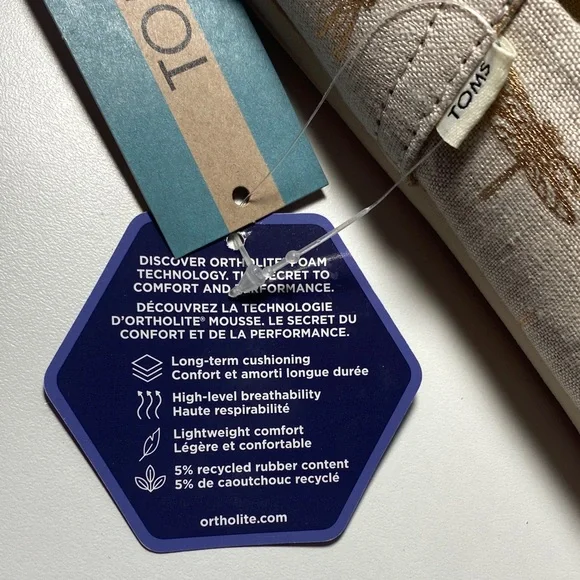 TO
TOMS
DISCOVER ORTHOLITE® FOAM
TECHNOLOGY. THE SECRET TO
COMFORT AND PERFORMANCE.
DÉCOUVREZ LA TECHNOLOGIE
D'ORTHOLITE® MOUSSE. LE SECRET DU
CONFORT ET DE LA PERFORMANCE.
Long-term cushioning
Confort et amorti longue durée
High-level breathability
Haute respirabilité
Lightweight comfort
Légère et confortable
5% recycled rubber content
5% de caoutchouc recyclé
ortholite.com